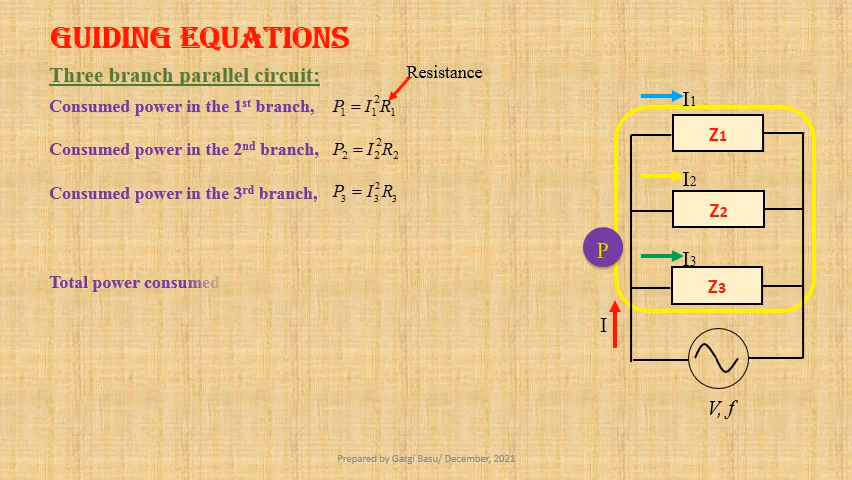 GUIDING EQUATIONS
Three branch parallel circuit:
Resistance
Consumed power in the 1st branch, P₁ = I₁²R₁
Consumed power in the 2nd branch, P₂ = I₂²R₂
Consumed power in the 3rd branch, P₃ = I₃²R₃
Total power consumed
I₁
Z1
I₂
Z2
P
I₃
Z3
I
V, f
Prepared by Gargi Basu/ December, 2021